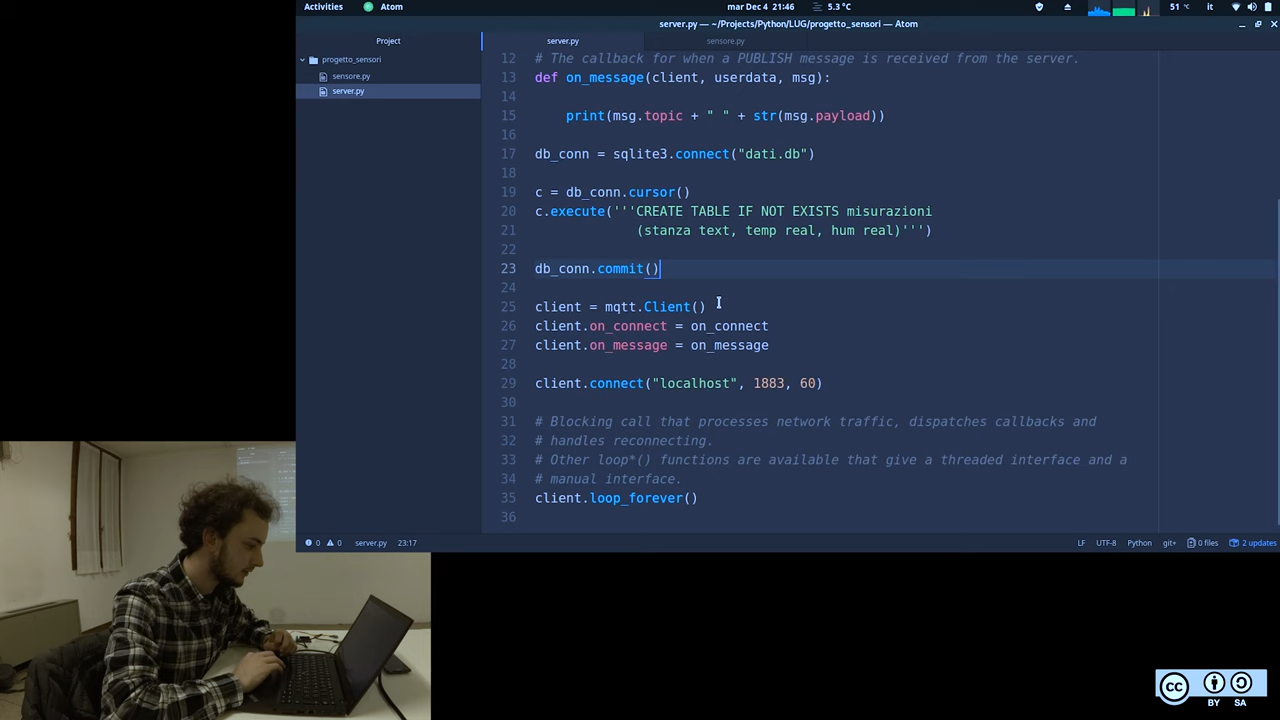 Activities Atom mar Dec 4 21:46 5.3 °C 51 °C it
server.py — ~/Projects/Python/LUG/progetto_sensori — Atom
Project server.py sensore.py
progetto_sensori
sensore.py
server.py
12 # The callback for when a PUBLISH message is received from the server.
13 def on_message(client, userdata, msg):
14
15 print(msg.topic + " " + str(msg.payload))
16
17 db_conn = sqlite3.connect("dati.db")
18
19 c = db_conn.cursor()
20 c.execute('''CREATE TABLE IF NOT EXISTS misurazioni
21 (stanza text, temp real, hum real)''')
22
23 db_conn.commit()
24
25 client = mqtt.Client()
26 client.on_connect = on_connect
27 client.on_message = on_message
28
29 client.connect("localhost", 1883, 60)
30
31 # Blocking call that processes network traffic, dispatches callbacks and
32 # handles reconnecting.
33 # Other loop*() functions are available that give a threaded interface and a
34 # manual interface.
35 client.loop_forever()
36
0 0 server.py 23:17 LF UTF-8 Python git+ 0 files 2 updates
cc BY SA